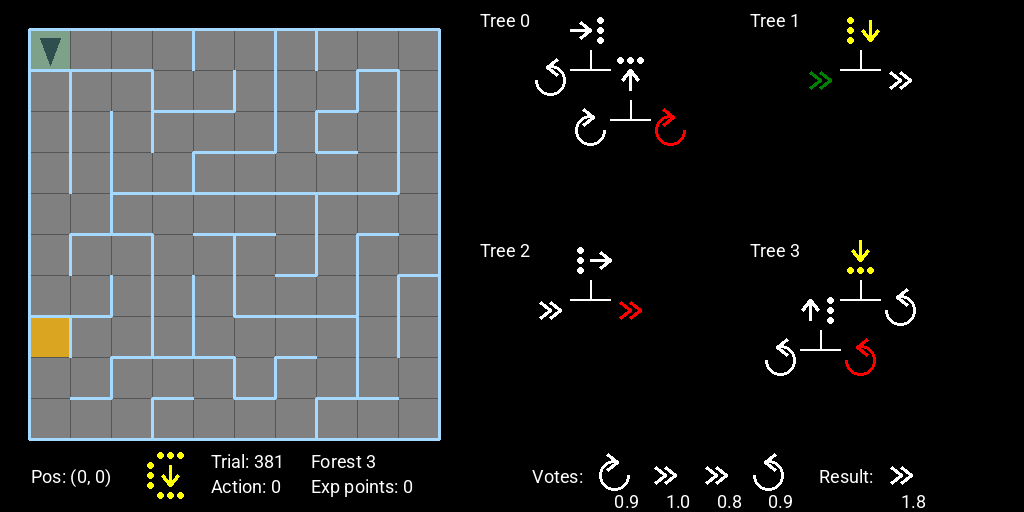 Tree 0
Tree 1
Tree 2
Tree 3
Pos: (0, 0)
Trial: 381
Forest 3
Action: 0
Exp points: 0
Votes:
0.9
1.0
0.8
0.9
Result:
1.8